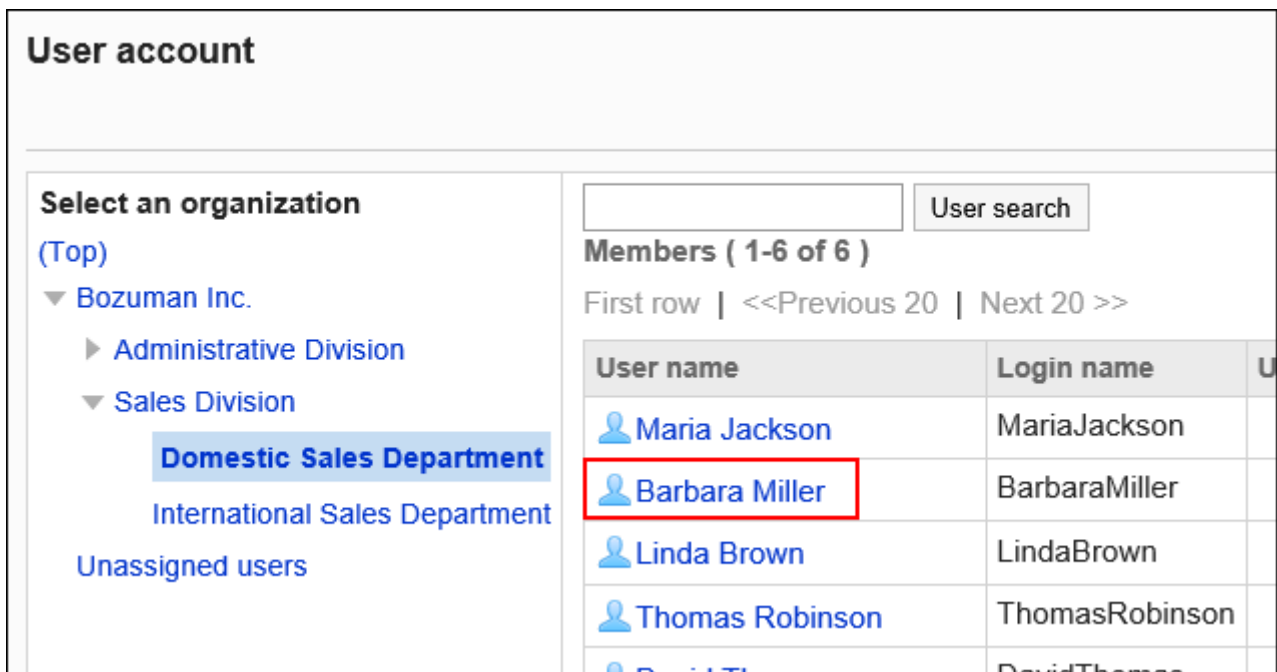 User account
Select an organization
(Top)
Bozuman Inc.
Administrative Division
Sales Division
Domestic Sales Department
International Sales Department
Unassigned users
User search
Members ( 1-6 of 6 )
First row | <<Previous 20 | Next 20 >>
User name Login name U
Maria Jackson MariaJackson
Barbara Miller BarbaraMiller
Linda Brown LindaBrown
Thomas Robinson ThomasRobinson